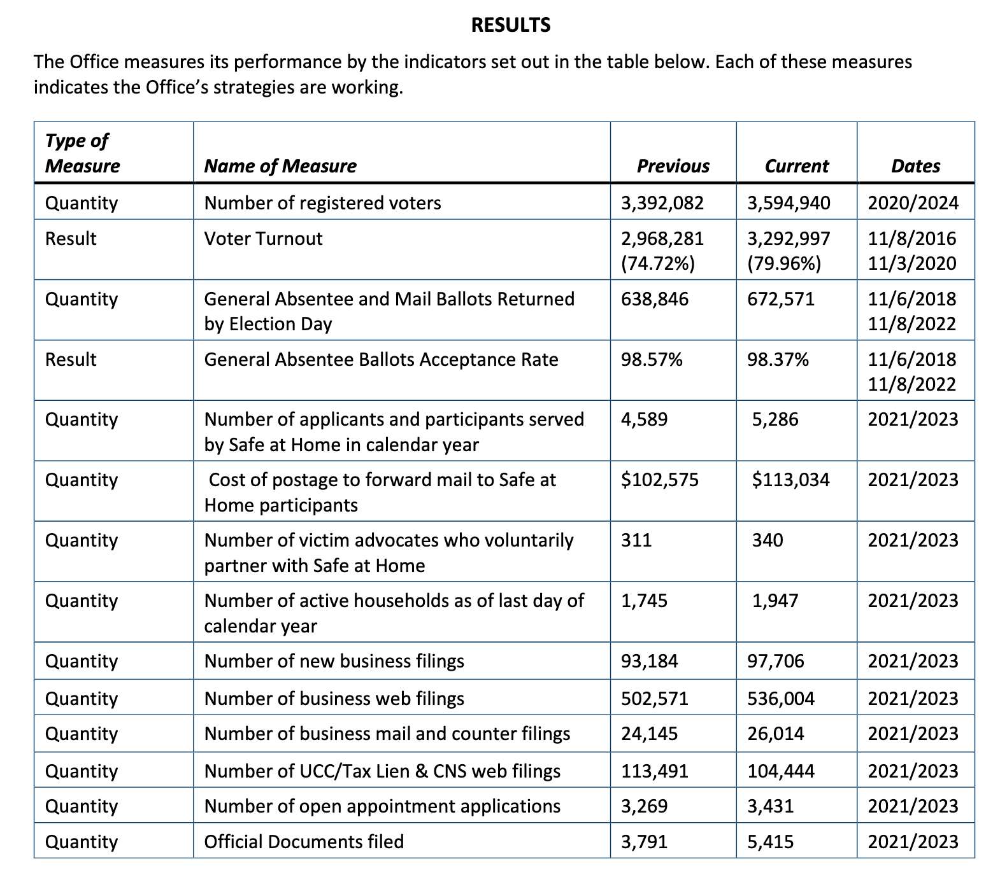 RESULTS
The Office measures its performance by the indicators set out in the table below. Each of these measures
indicates the Office’s strategies are working.
Type of
Measure Name of Measure Previous Current Dates
Quantity Number of registered voters 3,392,082 3,594,940 2020/2024
Result Voter Turnout 2,968,281 3,292,997 11/8/2016
(74.72%) (79.96%) 11/3/2020
Quantity General Absentee and Mail Ballots Returned 638,846 672,571 11/6/2018
by Election Day 11/8/2022
Result General Absentee Ballots Acceptance Rate 98.57% 98.37% 11/6/2018
11/8/2022
Quantity Number of applicants and participants served 4,589 5,286 2021/2023
by Safe at Home in calendar year
Quantity Cost of postage to forward mail to Safe at $102,575 $113,034 2021/2023
Home participants
Quantity Number of victim advocates who voluntarily 311 340 2021/2023
partner with Safe at Home
Quantity Number of active households as of last day of 1,745 1,947 2021/2023
calendar year
Quantity Number of new business filings 93,184 97,706 2021/2023
Quantity Number of business web filings 502,571 536,004 2021/2023
Quantity Number of business mail and counter filings 24,145 26,014 2021/2023
Quantity Number of UCC/Tax Lien & CNS web filings 113,491 104,444 2021/2023
Quantity Number of open appointment applications 3,269 3,431 2021/2023
Quantity Official Documents filed 3,791 5,415 2021/2023